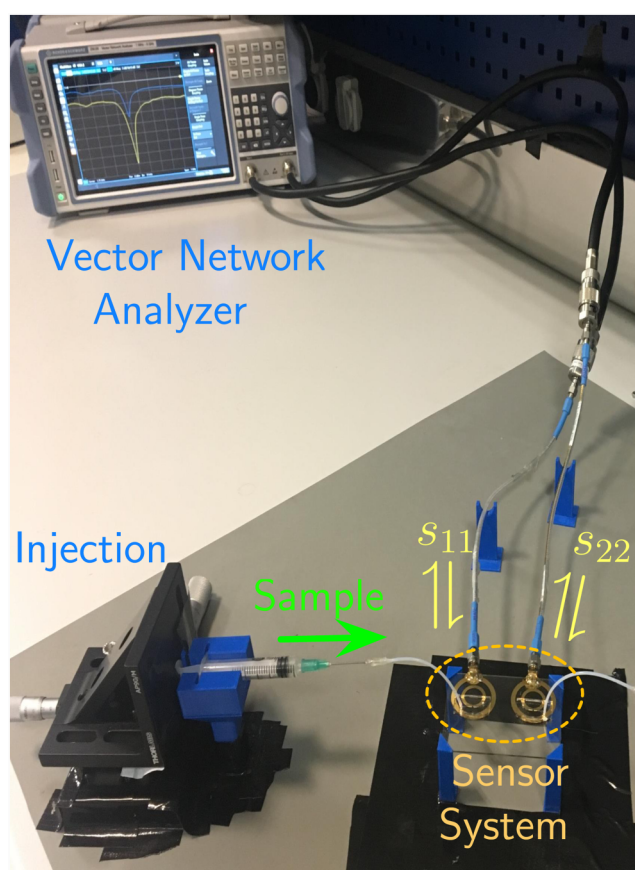 Vector Network
Analyzer
Injection
Sample
s11
s22
Sensor
System